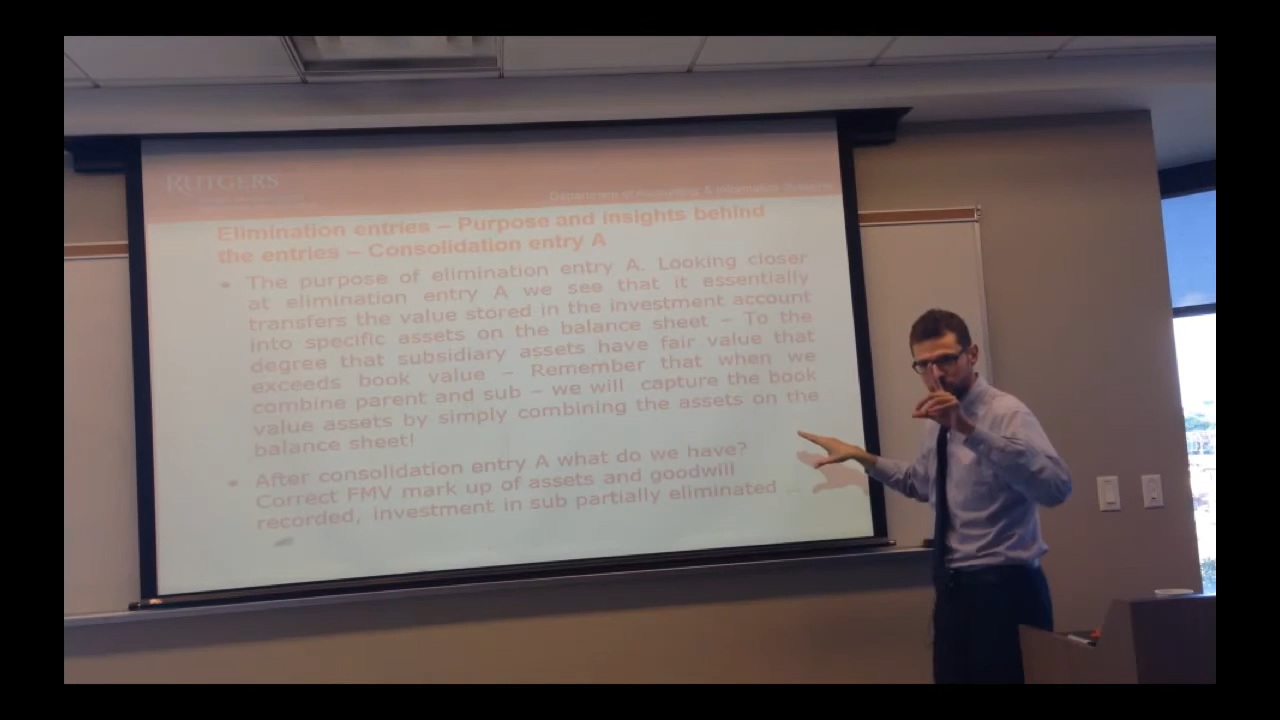 RUTGERS
Department of Accounting & Information Systems
Elimination entries – Purpose and insights behind
the entries – Consolidation entry A
• The purpose of elimination entry A. Looking closer
at elimination entry A we see that it essentially
transfers the value stored in the investment account
into specific assets on the balance sheet – To the
degree that subsidiary assets have fair value that
exceeds book value – Remember that when we
combine parent and sub – we will capture the book
value assets by simply combining the assets on the
balance sheet!
• After consolidation entry A what do we have?
Correct FMV mark up of assets and goodwill
recorded, investment in sub partially eliminated